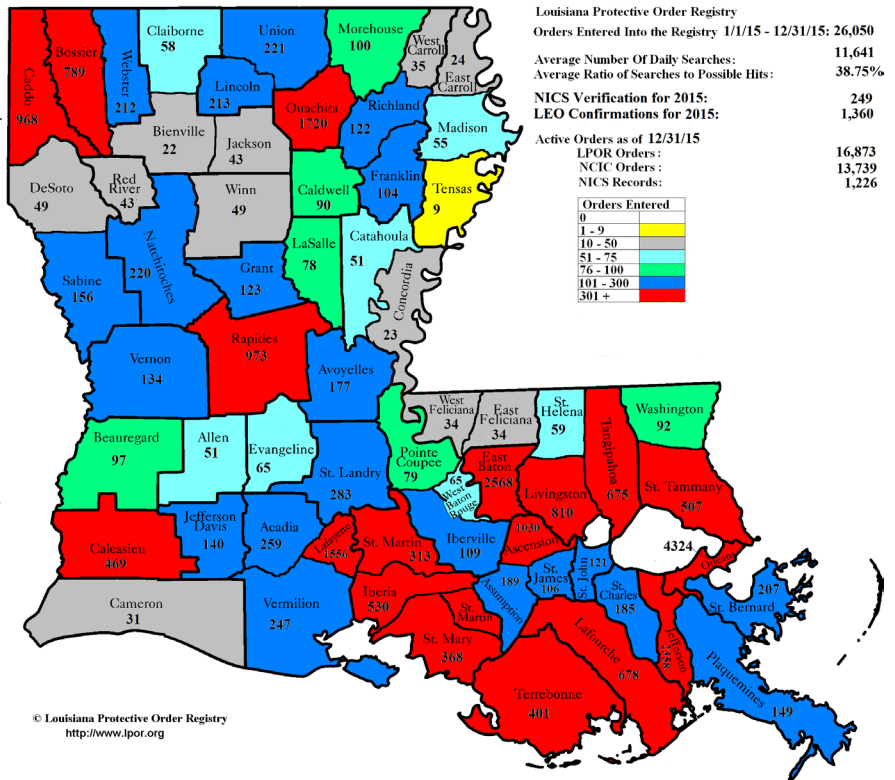 Louisiana Protective Order Registry
Orders Entered Into the Registry 1/1/15 - 12/31/15: 26,050
Average Number Of Daily Searches: 11,641
Average Ratio of Searches to Possible Hits: 38.75%
NICS Verification for 2015: 249
LEO Confirmations for 2015: 1,360
Active Orders as of 12/31/15
LPOR Orders: 16,873
NCIC Orders: 13,739
NICS Records: 1,226
Orders Entered
0
1 - 9
10 - 50
51 - 75
76 - 100
101 - 300
301 +
Caddo
968
Bossier
789
Webster
212
Claiborne
58
Union
221
Morehouse
100
West
Carroll
35
24
East
Carroll
Lincoln
213
Ouachita
1720
Richland
122
Madison
55
Bienville
22
Jackson
43
DeSoto
49
Red
River
43
Winn
49
Caldwell
90
Franklin
104
Tensas
9
Natchitoches
220
Sabine
156
Grant
123
LaSalle
78
Catahoula
51
Concordia
23
Vernon
134
Rapides
973
Avoyelles
177
Beauregard
97
Allen
51
Evangeline
65
St. Landry
283
Pointe
Coupee
79
West
Feliciana
34
East
Feliciana
34
St.
Helena
59
Tangipahoa
675
Washington
92
East
Baton
2568
65
West
Baton
Rouge
Livingston
810
St. Tammany
507
Calcasieu
469
Jefferson
Davis
140
Acadia
259
Lafayette
1556
St. Martin
313
Iberville
109
1030
Ascension
4324
Orleans
Cameron
31
Vermilion
247
Iberia
530
St.
Martin
St. Mary
368
189
Assumption
St.
James
106
St. John
121
St.
Charles
185
Jefferson
2358
207
St. Bernard
Plaquemines
149
Lafourche
678
Terrebonne
401
© Louisiana Protective Order Registry
http://www.lpor.org